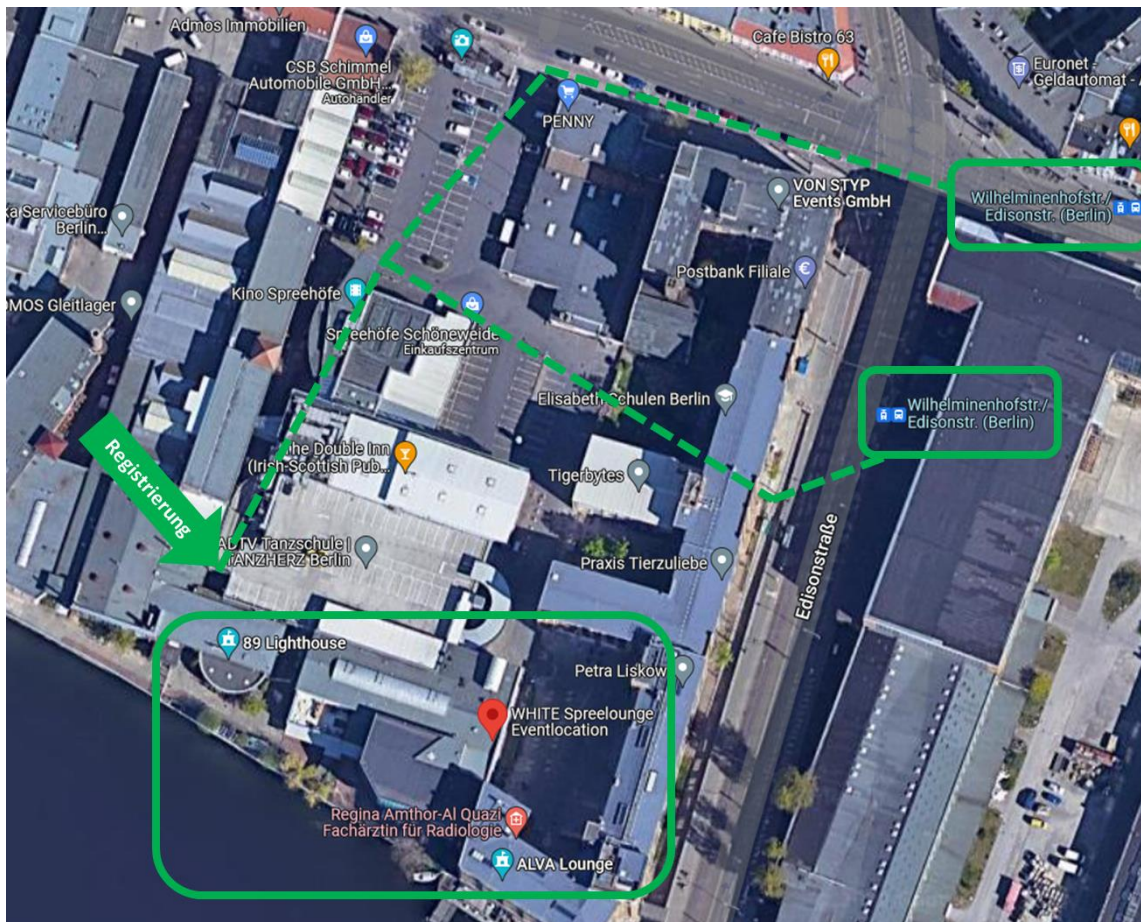 Admos Immobilien
CSB Schimmel
Automobile GmbH...
Autohändler
Cafe Bistro 63
Euronet -
Geldautomat -
PENNY
VON STYP
Events GmbH
Wilhelminenhofstr./
Edisonstr. (Berlin)
ka Servicebüro
Berlin...
Postbank Filiale
Kino Spreehöfe
OMOS Gleitlager
Spreehöfe Schöneweide
Einkaufszentrum
Elisabeth-Schulen Berlin
Wilhelminenhofstr./
Edisonstr. (Berlin)
Registrierung
The Double Inn
(Irish-Scottish Pub...
Tigerbytes
ADTV Tanzschule |
TANZHERZ Berlin
Praxis Tierzuliebe
Edisonstraße
89 Lighthouse
Petra Liskow
WHITE Spreelounge
Eventlocation
Regina Amthor-Al Quazi
Fachärztin für Radiologie
ALVA Lounge